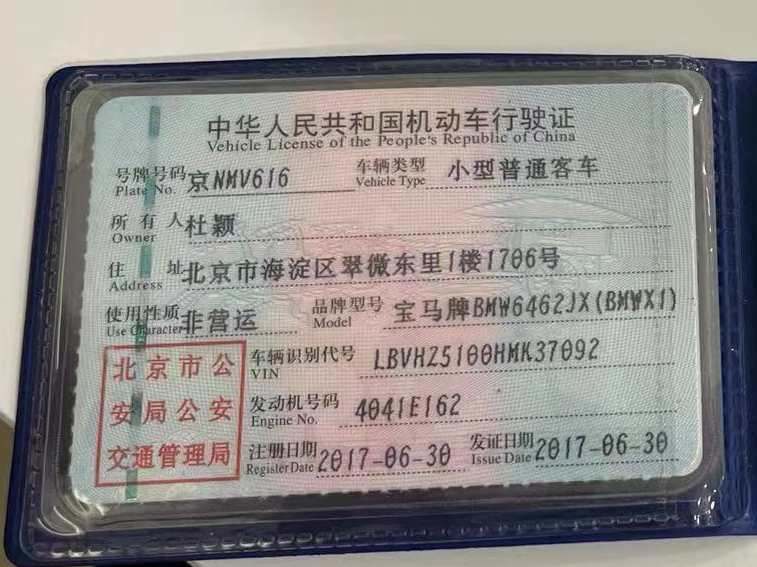 中华人民共和国机动车行驶证
Vehicle License of the People's Republic of China
号牌号码 京NMV616 车辆类型 小型普通客车
Plate No. Vehicle Type
所有人 杜颖
Owner
住址 北京市海淀区翠微东里1楼1706号
Address
使用性质 非营运 品牌型号 宝马牌BMW6462JX(BMWX1)
Use Character Model
车辆识别代号 LBVHZ5100HMK37092
VIN
发动机号码 4041E162
Engine No.
注册日期 2017-06-30 发证日期 2017-06-30
Register Date Issue Date
北京市公
安局公安
交通管理局